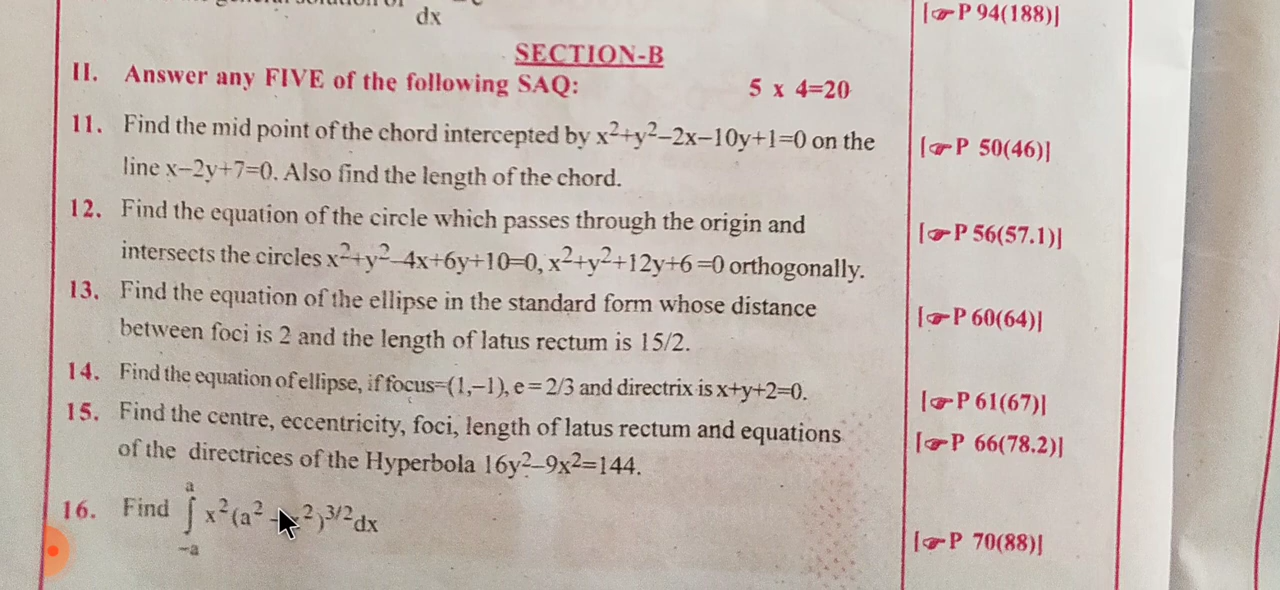 dx
[☞P 94(188)]
SECTION-B
II. Answer any FIVE of the following SAQ: 5 x 4=20
11. Find the mid point of the chord intercepted by x²+y²–2x–10y+1=0 on the
line x–2y+7=0. Also find the length of the chord.
[☞P 50(46)]
12. Find the equation of the circle which passes through the origin and
intersects the circles x²+y²–4x+6y+10=0, x²+y²+12y+6=0 orthogonally.
[☞P 56(57.1)]
13. Find the equation of the ellipse in the standard form whose distance
between foci is 2 and the length of latus rectum is 15/2.
[☞P 60(64)]
14. Find the equation of ellipse, if focus=(1,–1), e=2/3 and directrix is x+y+2=0.
[☞P 61(67)]
15. Find the centre, eccentricity, foci, length of latus rectum and equations
of the directrices of the Hyperbola 16y²–9x²=144.
[☞P 66(78.2)]
a
16. Find ∫ x²(a² – ²)³/²dx
–a
[☞P 70(88)]